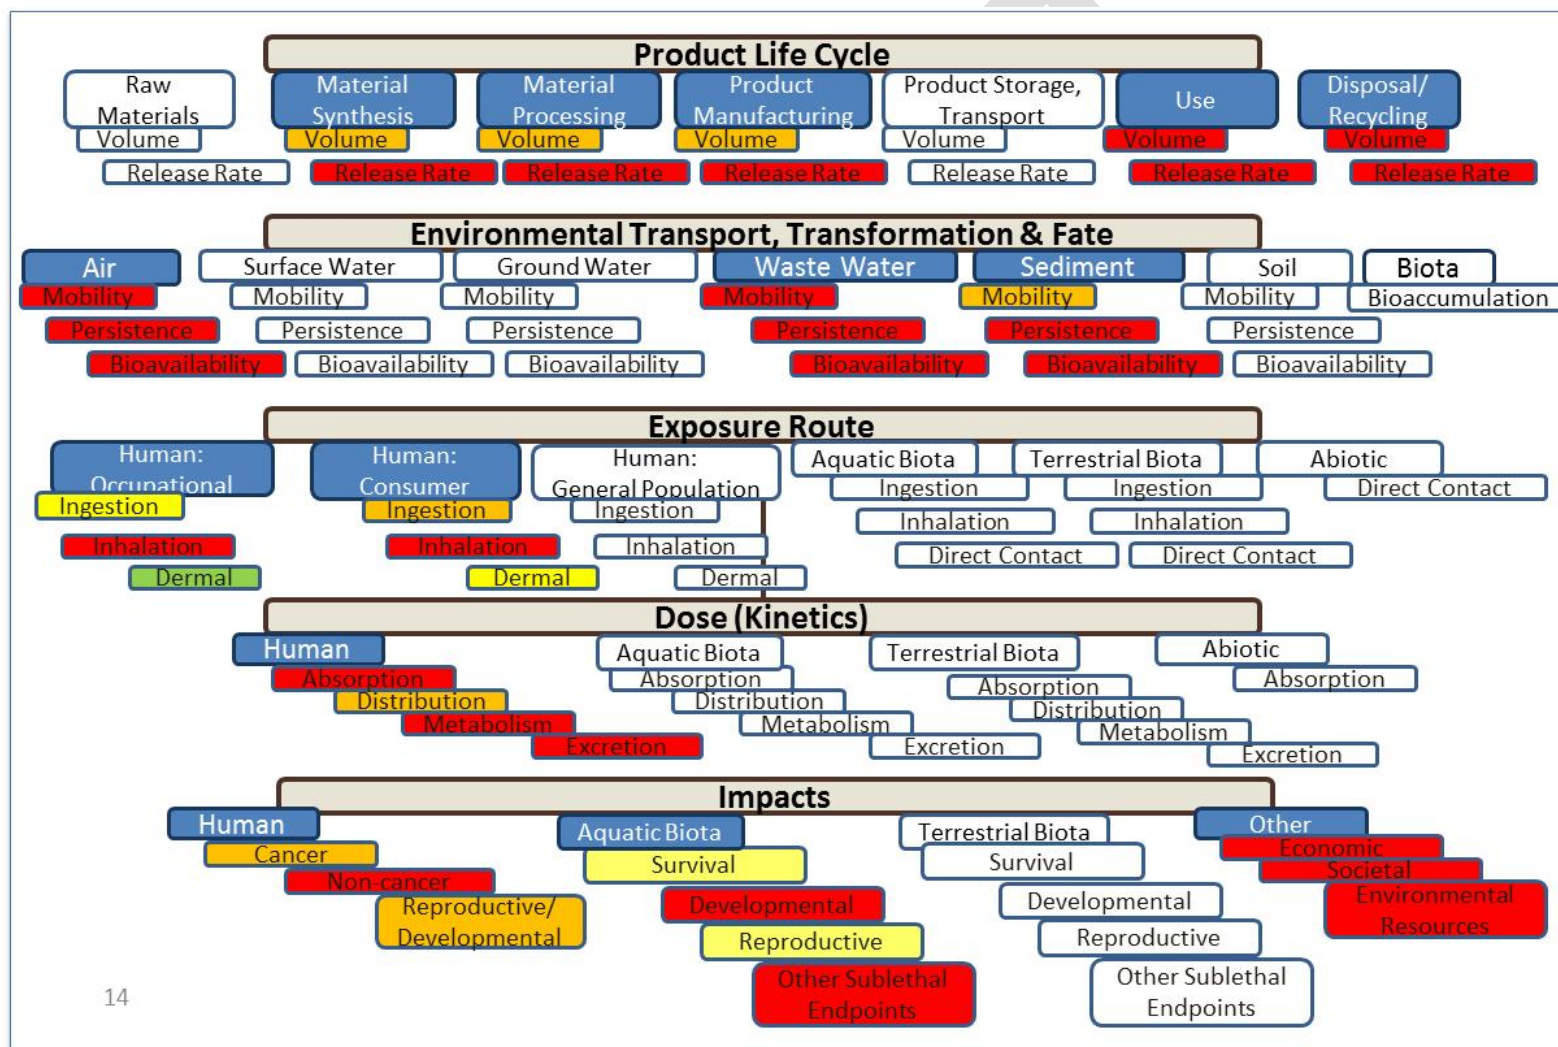 Product Life Cycle
Raw
Materials
Volume
Release Rate
Material
Synthesis
Volume
Release Rate
Material
Processing
Volume
Release Rate
Product
Manufacturing
Volume
Release Rate
Product Storage,
Transport
Volume
Release Rate
Use
Volume
Release Rate
Disposal/
Recycling
Volume
Release Rate
Environmental Transport, Transformation & Fate
Air
Mobility
Persistence
Bioavailability
Surface Water
Mobility
Persistence
Bioavailability
Ground Water
Mobility
Persistence
Bioavailability
Waste Water
Mobility
Persistence
Bioavailability
Sediment
Mobility
Persistence
Bioavailability
Soil
Mobility
Persistence
Bioavailability
Biota
Bioaccumulation
Exposure Route
Human:
Occupational
Ingestion
Inhalation
Dermal
Human:
Consumer
Ingestion
Inhalation
Dermal
Human:
General Population
Ingestion
Inhalation
Dermal
Aquatic Biota
Ingestion
Inhalation
Direct Contact
Terrestrial Biota
Ingestion
Inhalation
Direct Contact
Abiotic
Direct Contact
Dose (Kinetics)
Human
Absorption
Distribution
Metabolism
Excretion
Aquatic Biota
Absorption
Distribution
Metabolism
Excretion
Terrestrial Biota
Absorption
Distribution
Metabolism
Excretion
Abiotic
Absorption
Impacts
Human
Cancer
Non-cancer
Reproductive/
Developmental
Aquatic Biota
Survival
Developmental
Reproductive
Other Sublethal
Endpoints
Terrestrial Biota
Survival
Developmental
Reproductive
Other Sublethal
Endpoints
Other
Economic
Societal
Environmental
Resources
14